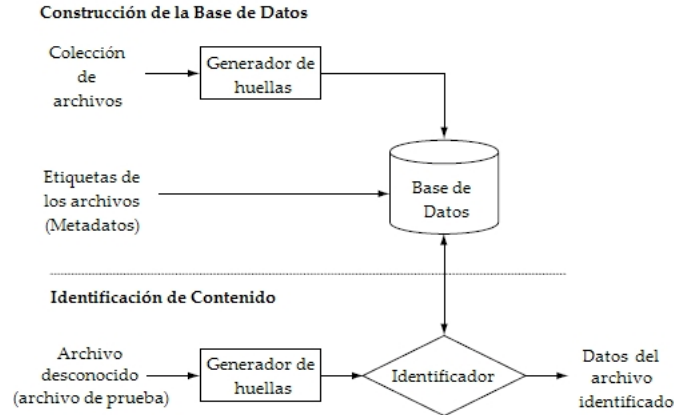 Construcción de la Base de Datos
Colección
de
archivos
Generador de
huellas
Etiquetas de
los archivos
(Metadatos)
Base de
Datos
Identificación de Contenido
Archivo
desconocido
(archivo de prueba)
Generador de
huellas
Identificador
Datos del
archivo
identificado